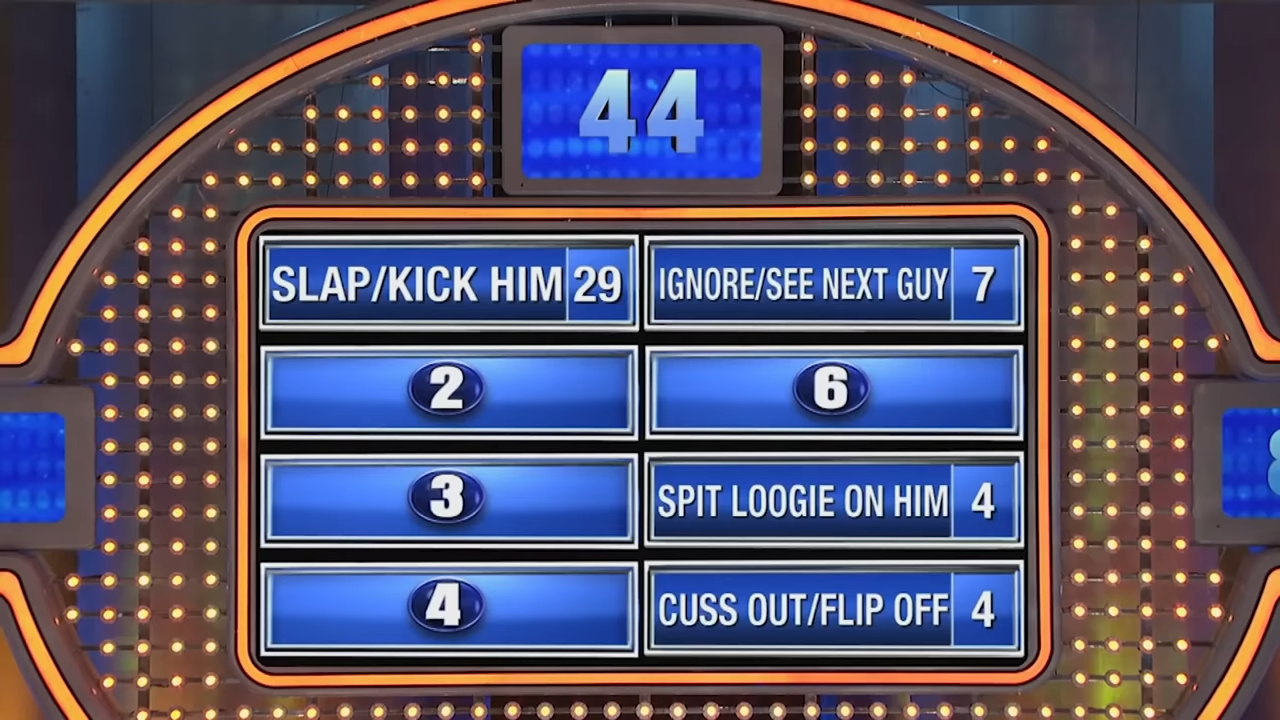 44
SLAP/KICK HIM 29
2
3
4
IGNORE/SEE NEXT GUY 7
6
SPIT LOOGIE ON HIM 4
CUSS OUT/FLIP OFF 4